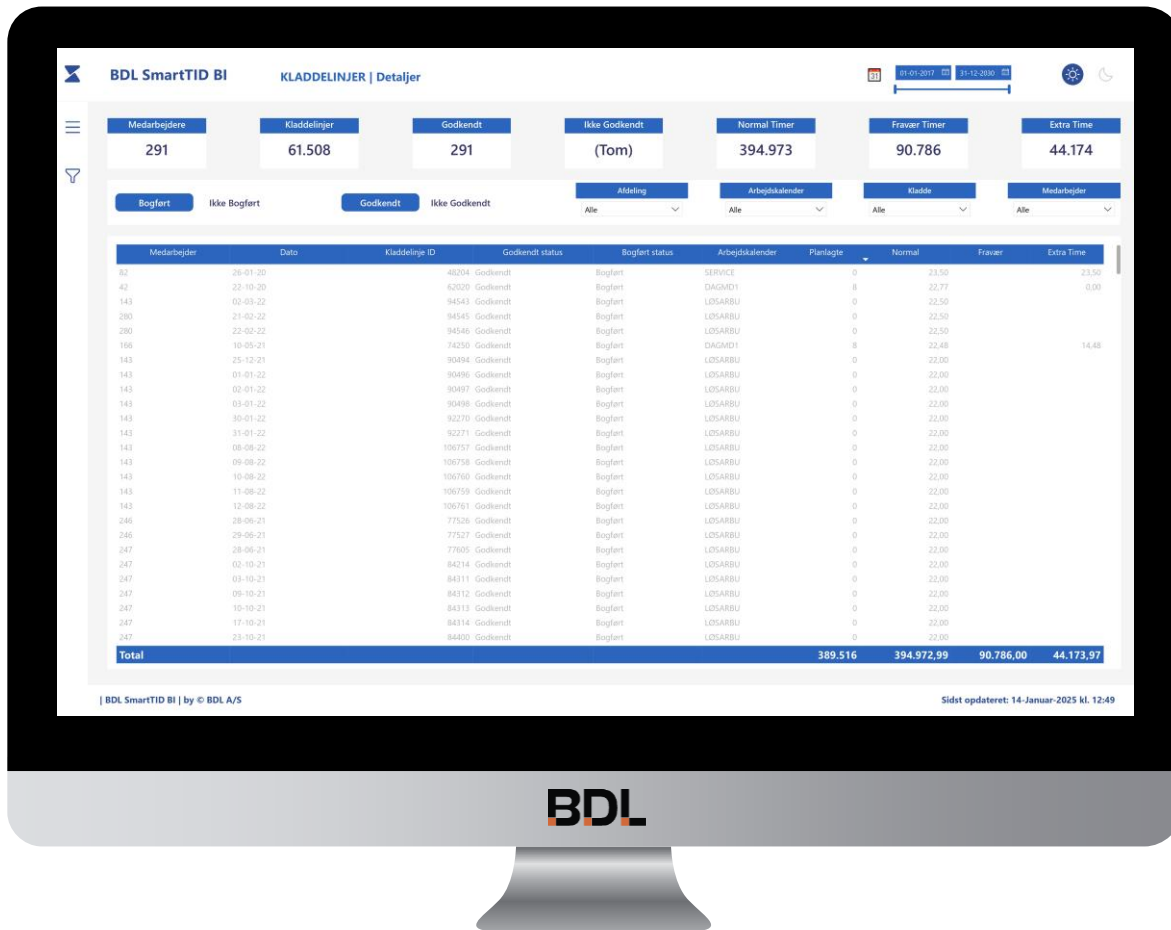 BDL SmartTID BI KLADDELINJER | Detaljer 31 01-01-2017 31-12-2030
Medarbejdere Kladdelinjer Godkendt Ikke Godkendt Normal Timer Fravær Timer Extra Time
291 61.508 291 (Tom) 394.973 90.786 44.174
Afdeling Arbejdskalender Kladde Medarbejder
Bogført Ikke Bogført Godkendt Ikke Godkendt Alle Alle Alle Alle
Medarbejder Dato Kladdelinje ID Godkendt status Bogført status Arbejdskalender Planlagte Normal Fravær Extra Time
82 26-01-20 48204 Godkendt Bogført SERVICE 0 23,50 23,50
42 22-10-20 62020 Godkendt Bogført DAGMD1 8 22,77 0,00
143 02-03-22 94543 Godkendt Bogført LØSARBU 0 22,50
280 21-02-22 94545 Godkendt Bogført LØSARBU 0 22,50
280 22-02-22 94546 Godkendt Bogført LØSARBU 0 22,50
166 10-05-21 74250 Godkendt Bogført DAGMD1 8 22,48 14,48
143 25-12-21 90494 Godkendt Bogført LØSARBU 0 22,00
143 01-01-22 90496 Godkendt Bogført LØSARBU 0 22,00
143 02-01-22 90497 Godkendt Bogført LØSARBU 0 22,00
143 03-01-22 90498 Godkendt Bogført LØSARBU 0 22,00
143 30-01-22 92270 Godkendt Bogført LØSARBU 0 22,00
143 31-01-22 92271 Godkendt Bogført LØSARBU 0 22,00
143 08-08-22 106757 Godkendt Bogført LØSARBU 0 22,00
143 09-08-22 106758 Godkendt Bogført LØSARBU 0 22,00
143 10-08-22 106760 Godkendt Bogført LØSARBU 0 22,00
143 11-08-22 106759 Godkendt Bogført LØSARBU 0 22,00
143 12-08-22 106761 Godkendt Bogført LØSARBU 0 22,00
246 28-06-21 77526 Godkendt Bogført LØSARBU 0 22,00
246 29-06-21 77527 Godkendt Bogført LØSARBU 0 22,00
247 28-06-21 77605 Godkendt Bogført LØSARBU 0 22,00
247 02-10-21 84214 Godkendt Bogført LØSARBU 0 22,00
247 03-10-21 84311 Godkendt Bogført LØSARBU 0 22,00
247 09-10-21 84312 Godkendt Bogført LØSARBU 0 22,00
247 10-10-21 84313 Godkendt Bogført LØSARBU 0 22,00
247 17-10-21 84314 Godkendt Bogført LØSARBU 0 22,00
247 23-10-21 84400 Godkendt Bogført LØSARBU 0 22,00
Total 389.516 394.972,99 90.786,00 44.173,97
| BDL SmartTID BI | by © BDL A/S Sidst opdateret: 14-Januar-2025 kl. 12:49
BDL